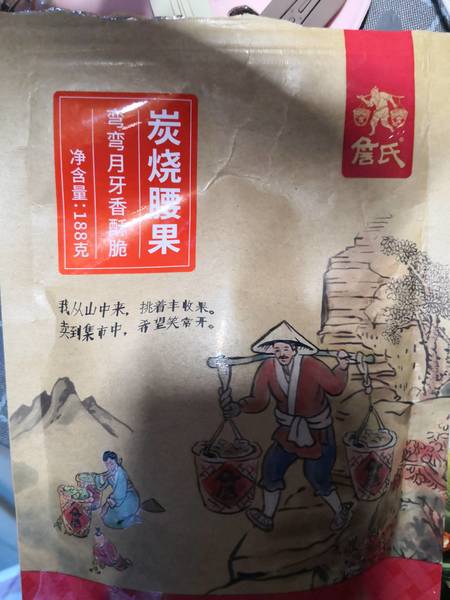 炭烧腰果
弯弯月牙香酥脆
净含量:188克
詹氏
我从山中来，挑着丰收果。
卖到集市中，希望笑常开。